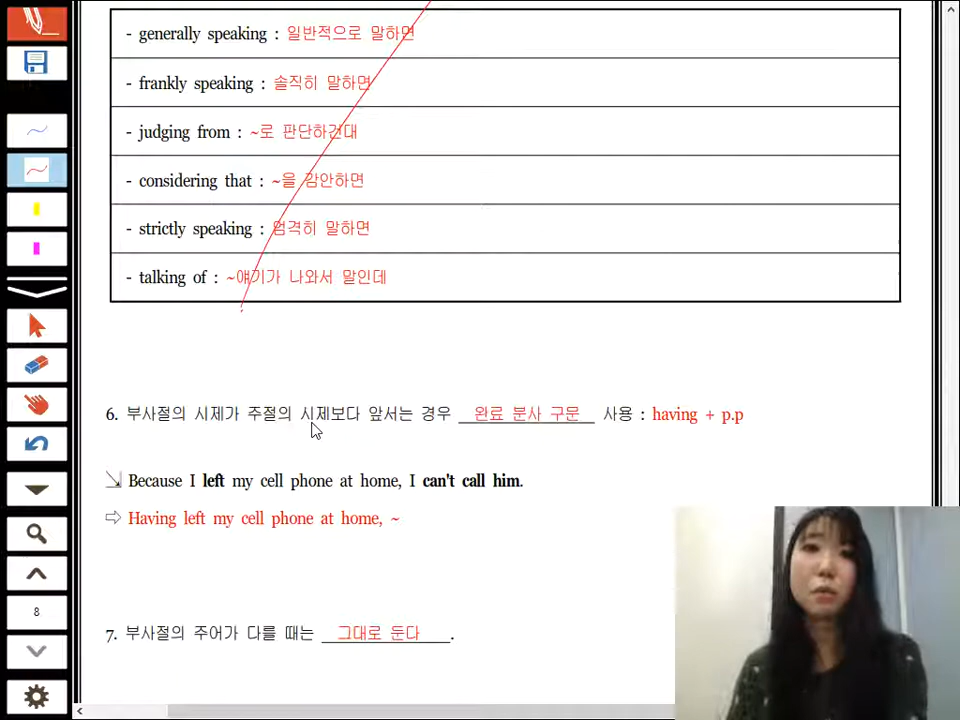 - generally speaking : 일반적으로 말하면
- frankly speaking : 솔직히 말하면
- judging from : ~로 판단하건대
- considering that : ~을 감안하면
- strictly speaking : 엄격히 말하면
- talking of : ~얘기가 나와서 말인데
6. 부사절의 시제가 주절의 시제보다 앞서는 경우 완료 분사 구문 사용 : having + p.p
Because I left my cell phone at home, I can't call him.
⇨ Having left my cell phone at home, ~
7. 부사절의 주어가 다를 때는 그대로 둔다.
8